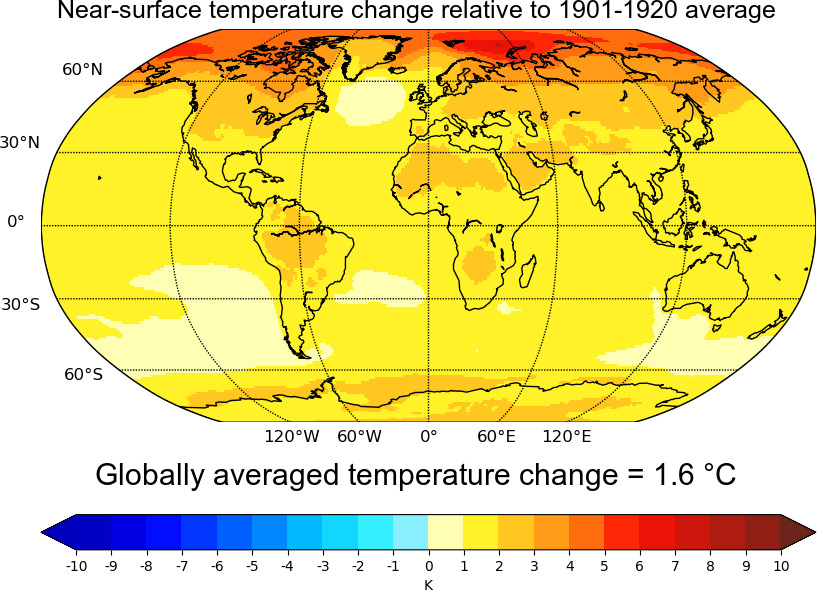 Near-surface temperature change relative to 1901-1920 average
60°N
30°N
0°
30°S
60°S
120°W 60°W 0° 60°E 120°E
Globally averaged temperature change = 1.6 °C
-10 -9 -8 -7 -6 -5 -4 -3 -2 -1 0 1 2 3 4 5 6 7 8 9 10
K